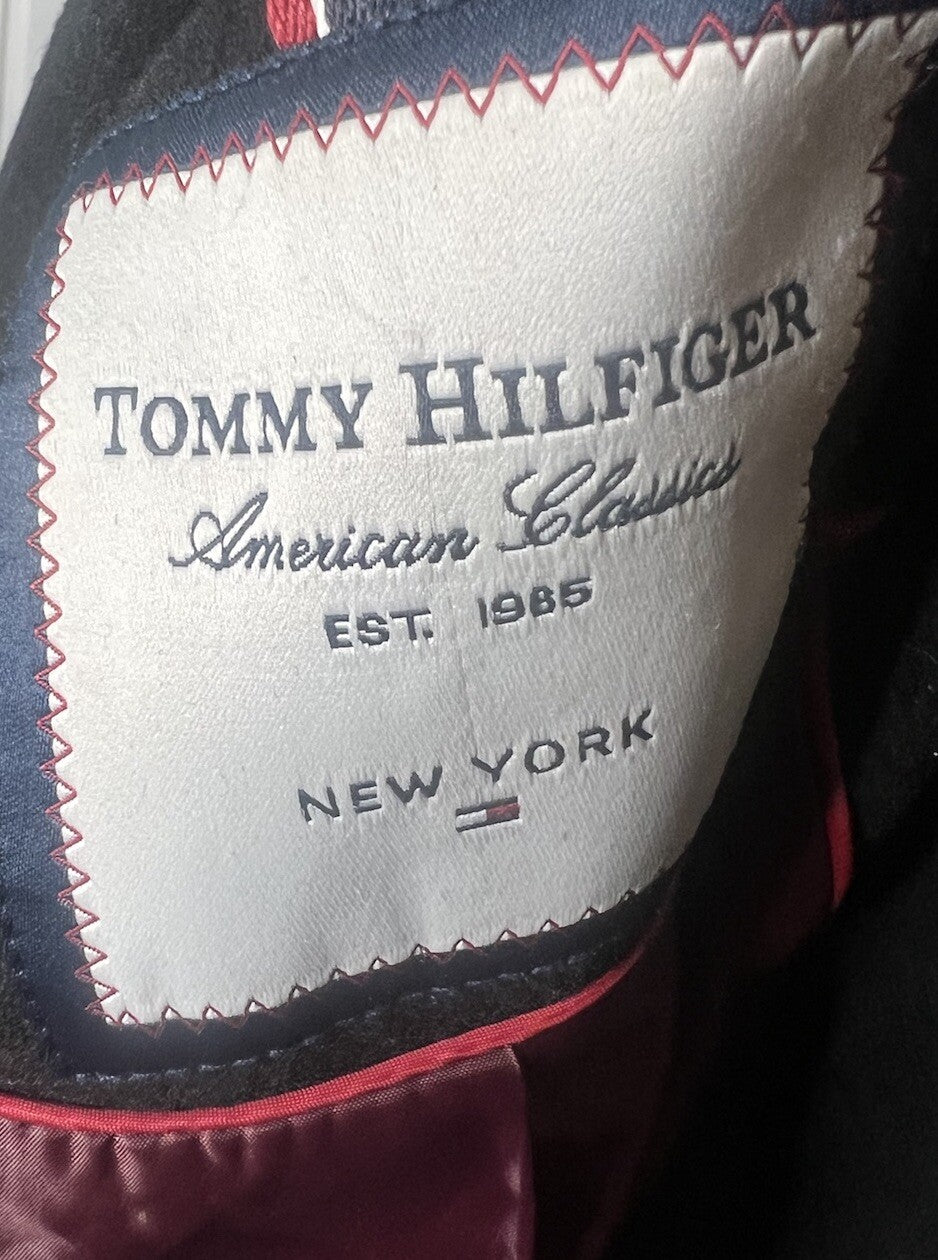 TOMMY HILFIGER
American Classics
EST. 1985
NEW YORK